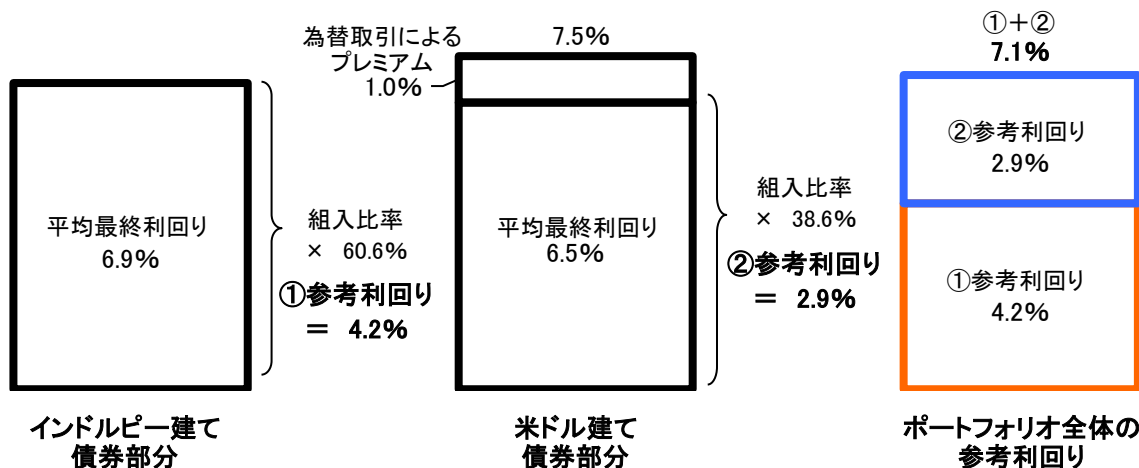 平均最終利回り
6.9%
組入比率
× 60.6%
①参考利回り
＝ 4.2%
インドルピー建て
債券部分
為替取引による
プレミアム
1.0%
7.5%
平均最終利回り
6.5%
組入比率
× 38.6%
②参考利回り
＝ 2.9%
米ドル建て
債券部分
①＋②
7.1%
②参考利回り
2.9%
①参考利回り
4.2%
ポートフォリオ全体の
参考利回り